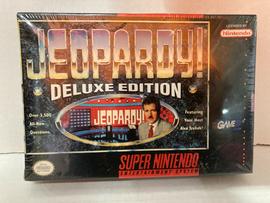 LICENSED BY
Nintendo
JEOPARDY!
DELUXE EDITION
Over 3,500
All-New
Questions.
JEOPARDY!
Featuring
Your Host
Alex Trebek!
GAME
SUPER NINTENDO
ENTERTAINMENT SYSTEM